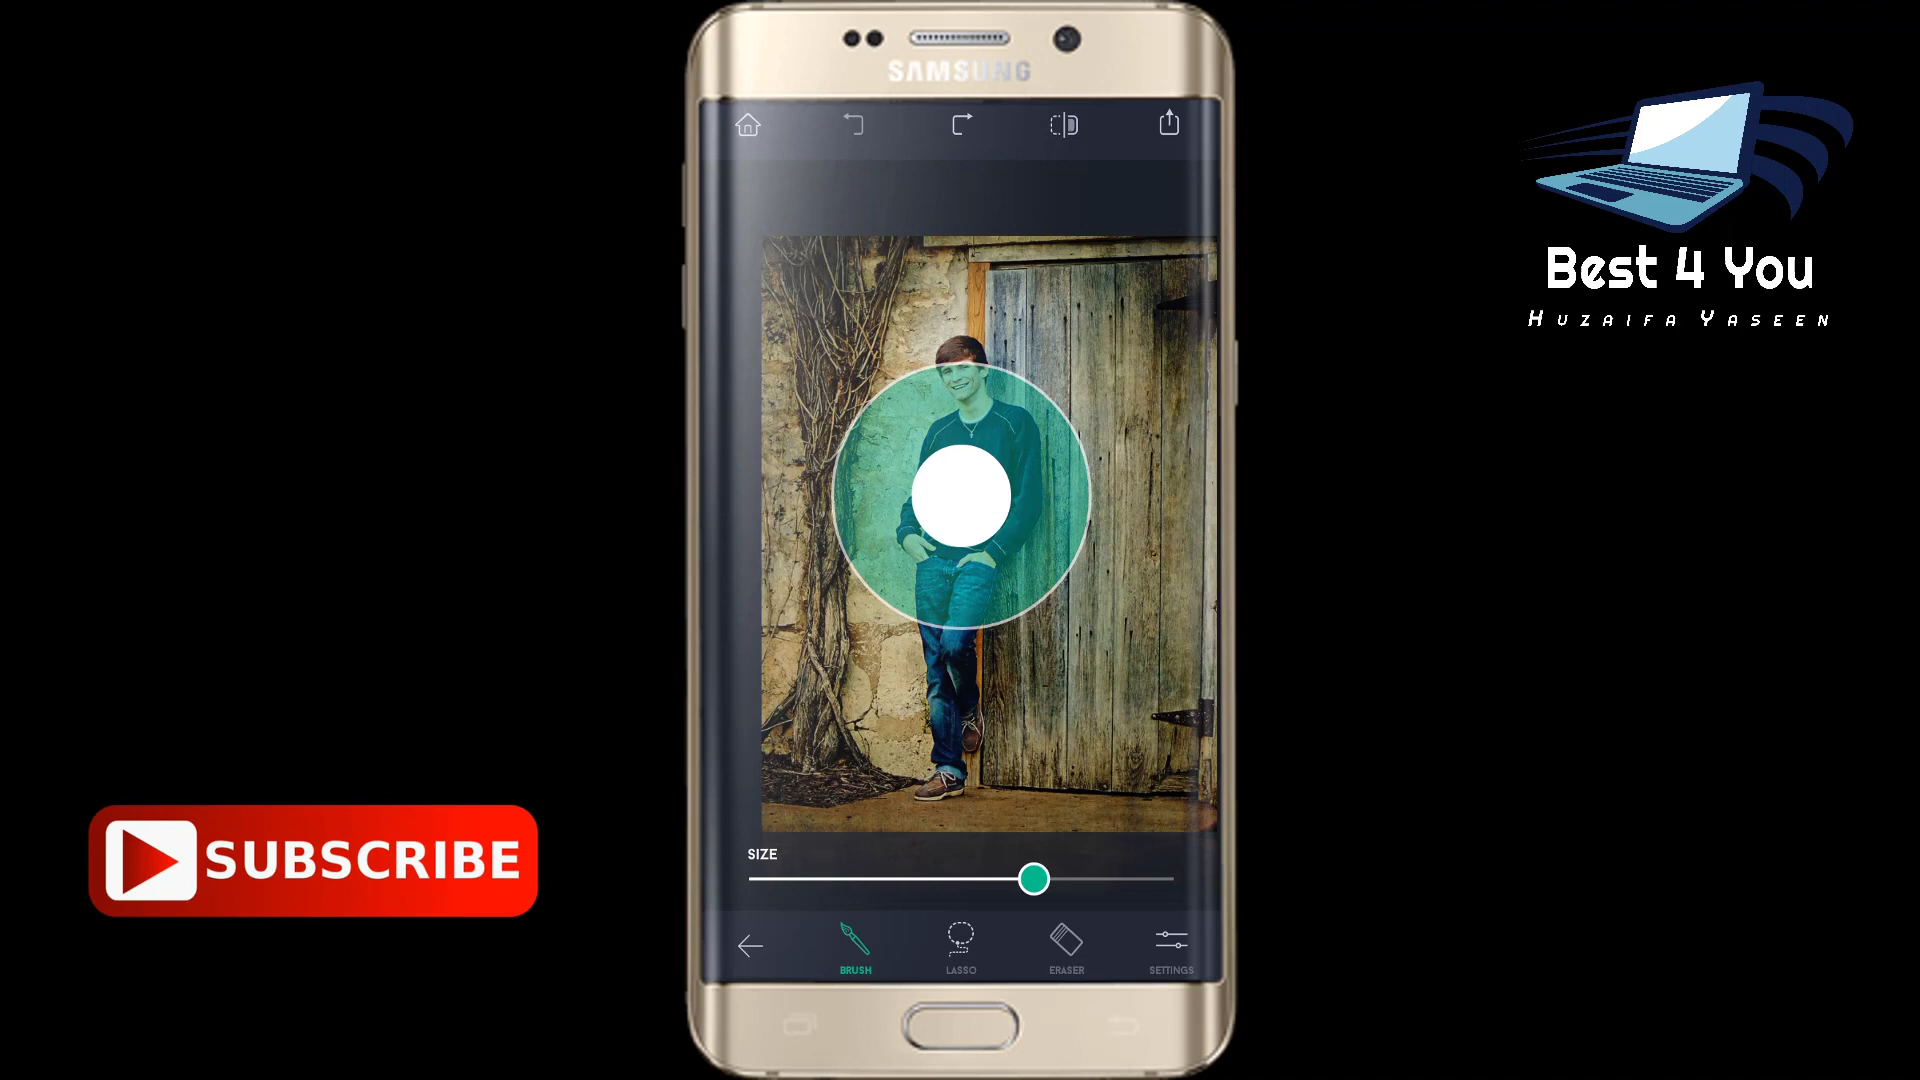 SAMSUNG
Best 4 You
Huzaifa Yaseen
SUBSCRIBE
SIZE
BRUSH
LASSO
ERASER
SETTINGS